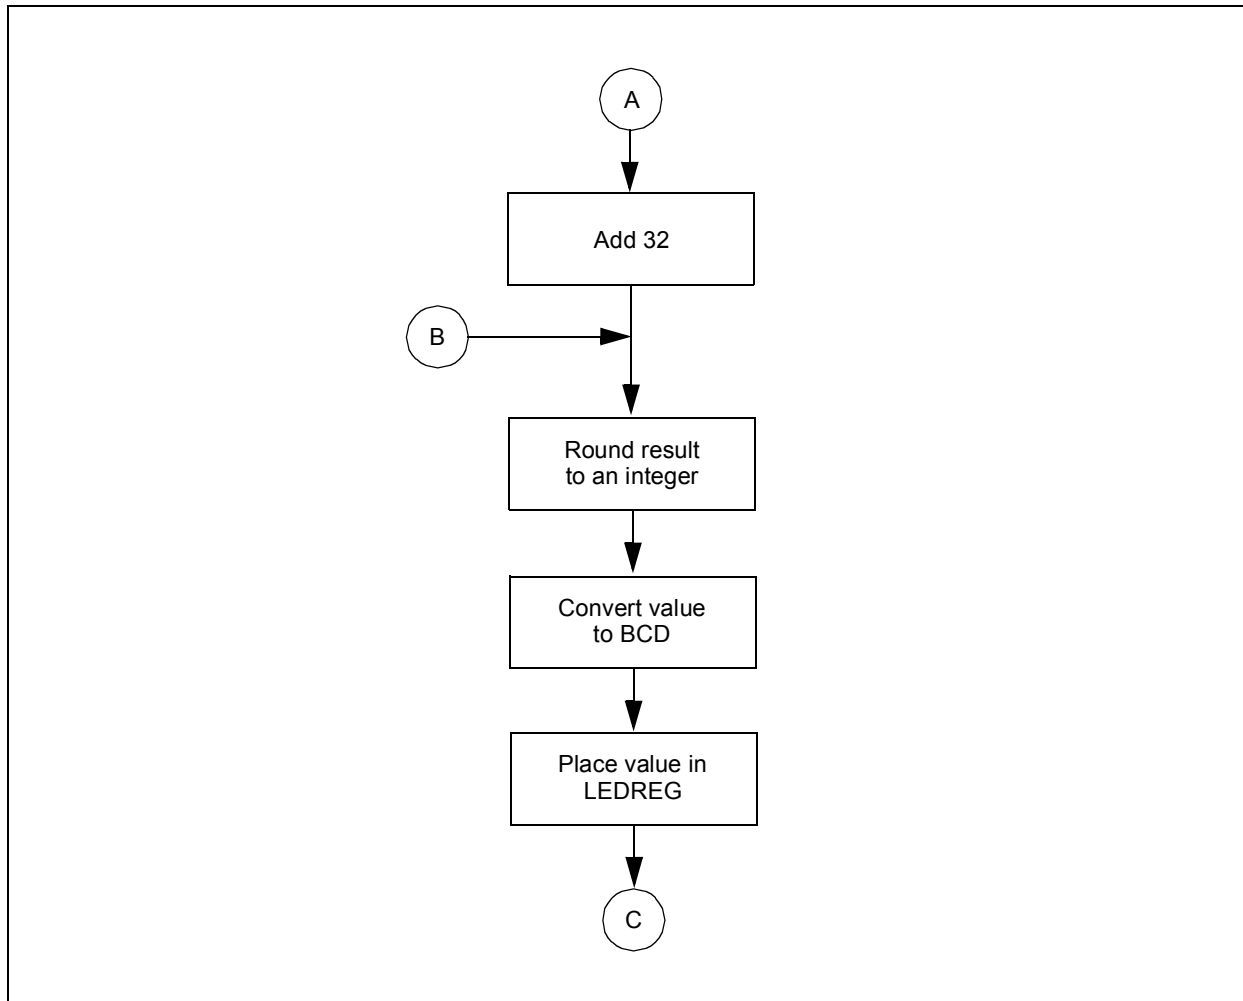 A
Add 32
B
Round result
to an integer
Convert value
to BCD
Place value in
LEDREG
C